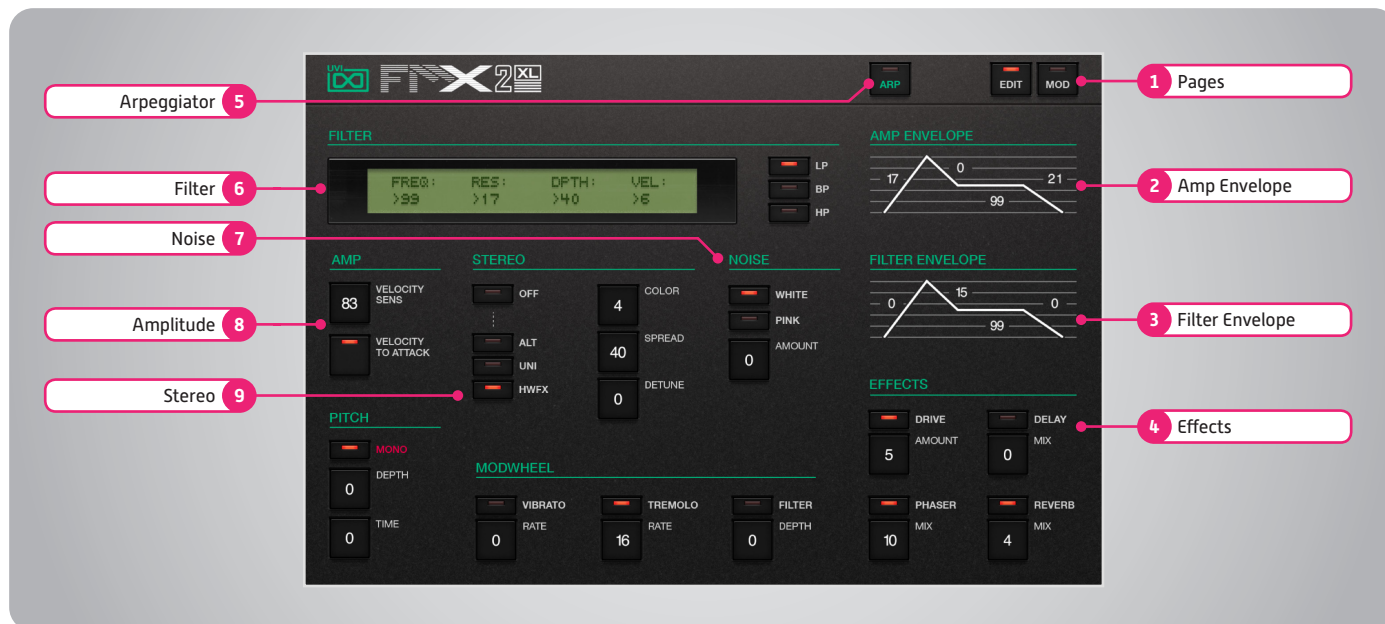 UVI FMX 2 XL
ARP
EDIT MOD
Arpeggiator 5
1 Pages
FILTER
FREQ: RES: DPTH: VEL:
>99 >17 >40 >6
LP
BP
HP
Filter 6
Noise 7
AMP ENVELOPE
17 0 21
99
2 Amp Envelope
AMP
83 VELOCITY SENS
VELOCITY TO ATTACK
Amplitude 8
STEREO
OFF
ALT
UNI
HWFX
Stereo 9
4 COLOR
40 SPREAD
0 DETUNE
NOISE
WHITE
PINK
0 AMOUNT
FILTER ENVELOPE
0 15 0
99
3 Filter Envelope
PITCH
MONO
0 DEPTH
0 TIME
MODWHEEL
VIBRATO
0 RATE
TREMOLO
16 RATE
FILTER
0 DEPTH
EFFECTS
DRIVE
5 AMOUNT
DELAY
0 MIX
4 Effects
PHASER
10 MIX
REVERB
4 MIX